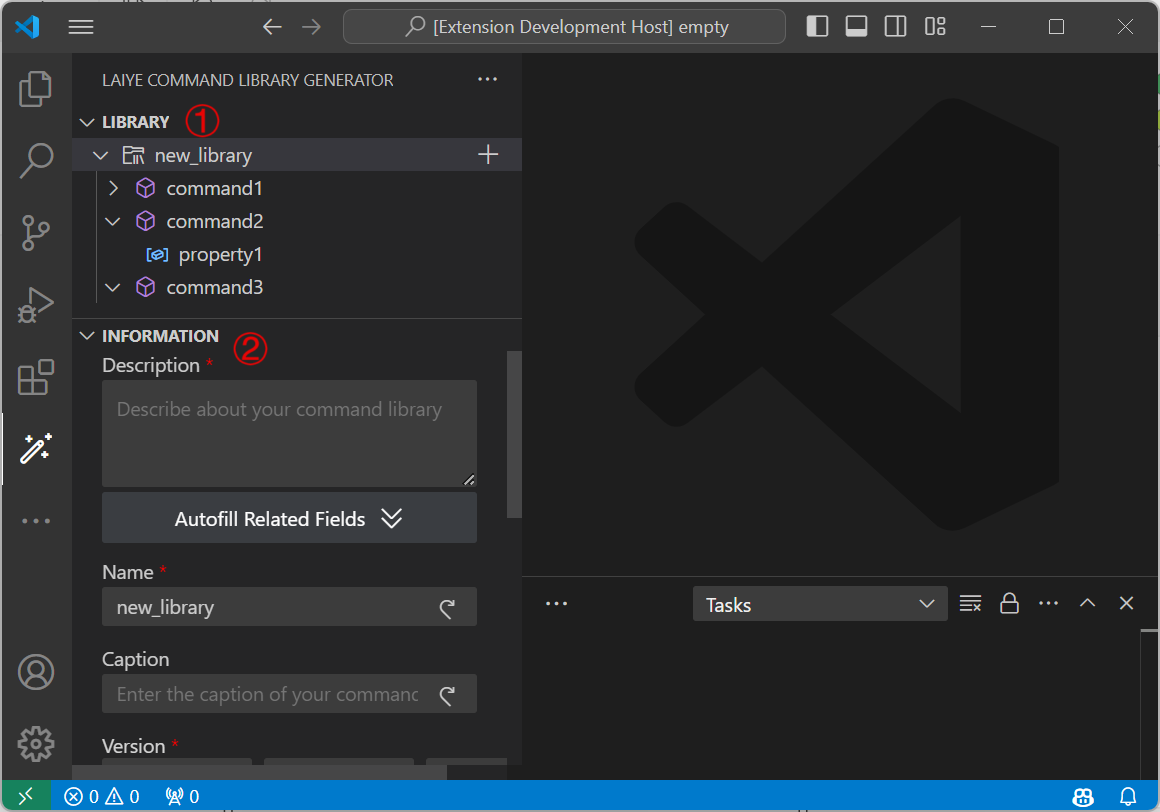 [Extension Development Host] empty
LAIYE COMMAND LIBRARY GENERATOR
LIBRARY ①
new_library
command1
command2
property1
command3
INFORMATION ②
Description *
Describe about your command library
Autofill Related Fields
Name *
new_library
Caption
Enter the caption of your commanc
Version *
Tasks
0 0 0